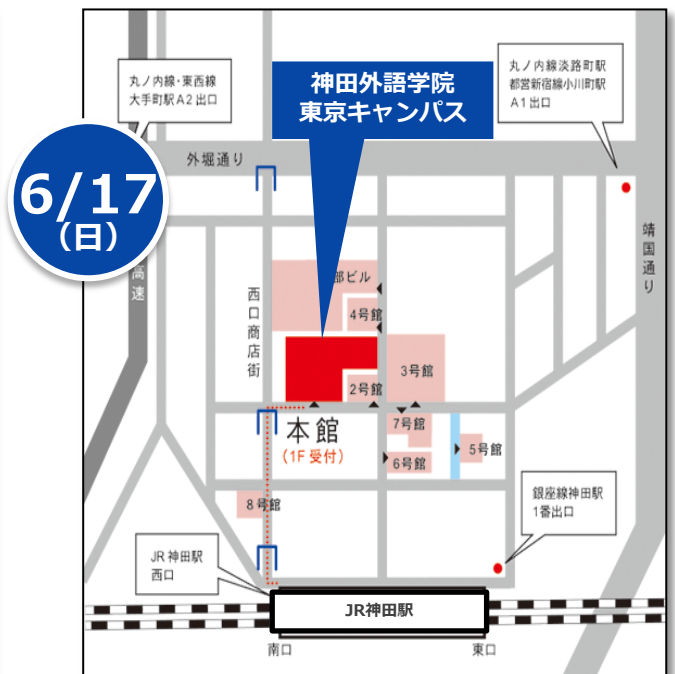 丸ノ内線・東西線
大手町駅A2出口
神田外語学院
東京キャンパス
丸ノ内線淡路町駅
都営新宿線小川町駅
A1出口
外堀通り
6/17
（日）
高速
靖国通り
西口商店街
部ビル
4号館
3号館
2号館
本館
（1F 受付）
7号館
5号館
6号館
8号館
銀座線神田駅
1番出口
JR 神田駅
西口
JR神田駅
南口
東口